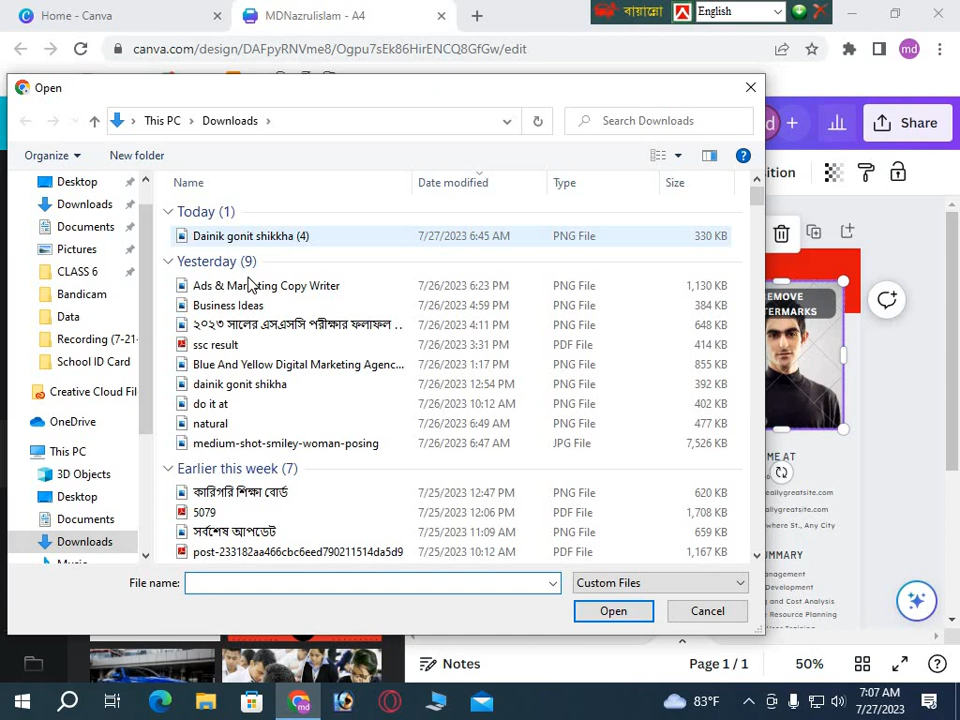 Home - Canva
MDNazrulislam - A4
বায়ান্নো
English
canva.com/design/DAFpyRNVme8/Ogpu7sEk86HirENCQ8GfGw/edit
md
Open
This PC
Downloads
Search Downloads
Share
Organize
New folder
Name
Date modified
Type
Size
Desktop
Downloads
Documents
Pictures
CLASS 6
Bandicam
Data
Recording (7-21-
School ID Card
Creative Cloud Fil
OneDrive
This PC
3D Objects
Desktop
Documents
Downloads
Today (1)
Dainik gonit shikkha (4) 7/27/2023 6:45 AM PNG File 330 KB
Yesterday (9)
Ads & Marketing Copy Writer 7/26/2023 6:23 PM PNG File 1,130 KB
Business Ideas 7/26/2023 4:59 PM PNG File 384 KB
২০২৩ সালের এসএসসি পরীক্ষার ফলাফল .. 7/26/2023 4:11 PM PNG File 648 KB
ssc result 7/26/2023 3:31 PM PDF File 414 KB
Blue And Yellow Digital Marketing Agenc... 7/26/2023 1:17 PM PNG File 855 KB
dainik gonit shikha 7/26/2023 12:54 PM PNG File 392 KB
do it at 7/26/2023 10:12 AM PNG File 402 KB
natural 7/26/2023 6:49 AM PNG File 477 KB
medium-shot-smiley-woman-posing 7/26/2023 6:47 AM JPG File 7,526 KB
Earlier this week (7)
কারিগরি শিক্ষা বোর্ড 7/25/2023 12:47 PM PNG File 620 KB
5079 7/25/2023 12:06 PM PDF File 1,708 KB
সর্বশেষ আপডেট 7/25/2023 11:09 AM PNG File 659 KB
post-233182aa466cbc6eed790211514da5d9 7/25/2023 10:12 AM PDF File 1,167 KB
File name:
Custom Files
Open
Cancel
Notes
Page 1 / 1
50%
83°F
7:07 AM
7/27/2023